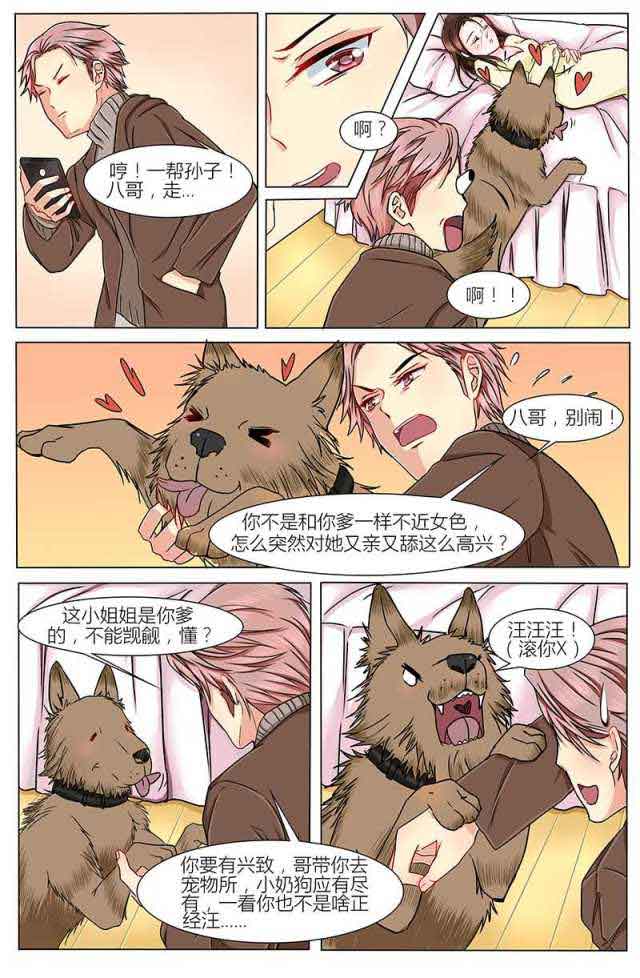 哼！一帮孙子！
八哥，走…
啊？
啊！！
八哥，别闹！
你不是和你爹一样不近女色，
怎么突然对她又亲又舔这么高兴？
这小姐姐是你爹
的，不能觊觎，懂？
你要有兴致，哥带你去
宠物所，小奶狗应有尽
有，一看你也不是啥正
经汪……
汪汪汪！
（滚你X）